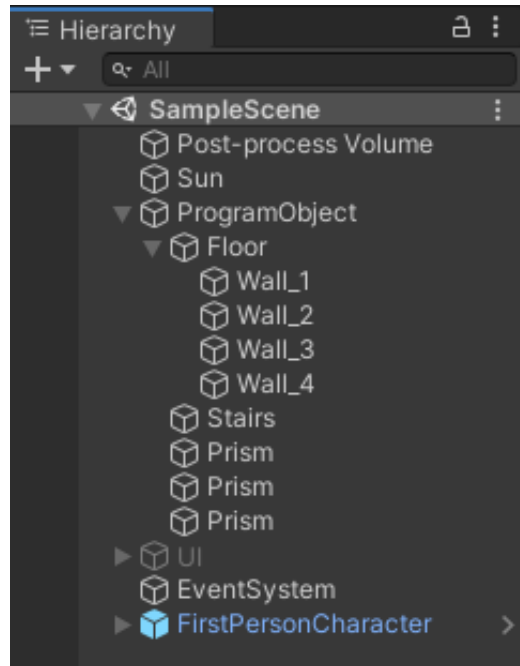 Hierarchy
All
SampleScene
Post-process Volume
Sun
ProgramObject
Floor
Wall_1
Wall_2
Wall_3
Wall_4
Stairs
Prism
Prism
Prism
UI
EventSystem
FirstPersonCharacter